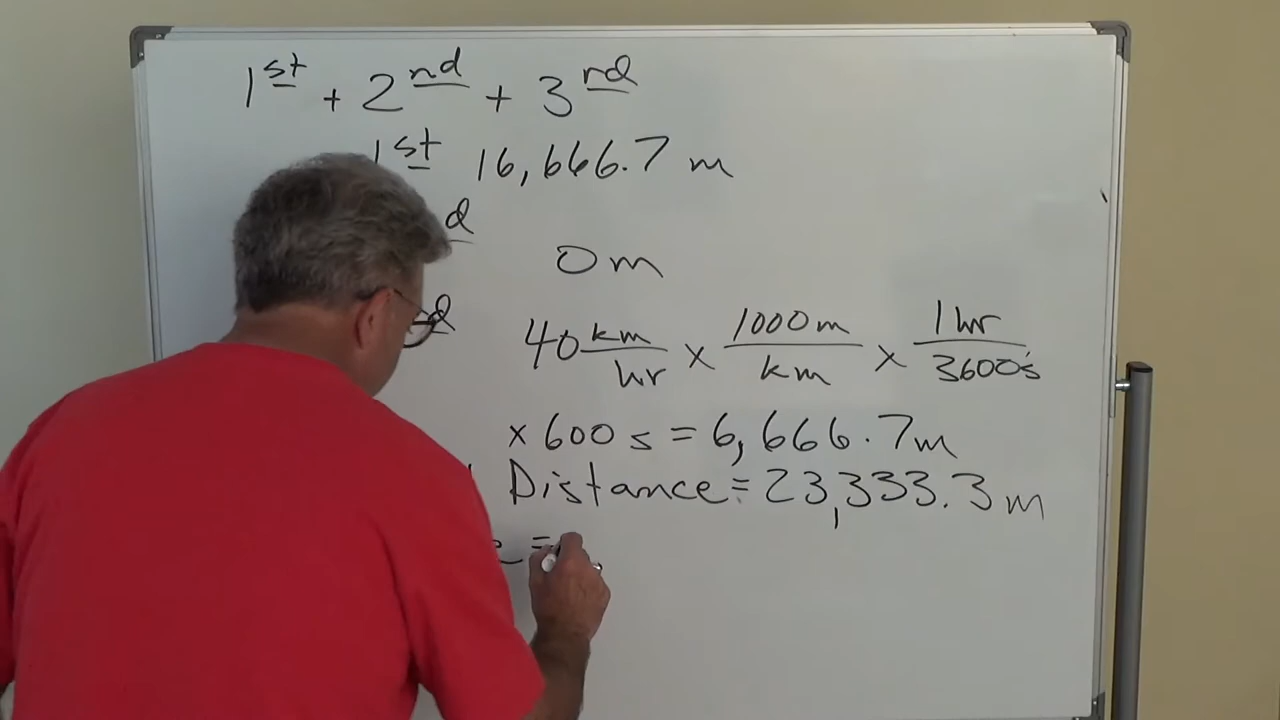 1st + 2nd + 3rd
1st 16,666.7 m
d 0 m
d 40 km/hr x 1000 m/km x 1 hr/3600 s
x 600 s = 6,666.7 m
Distance = 23,333.3 m
e =